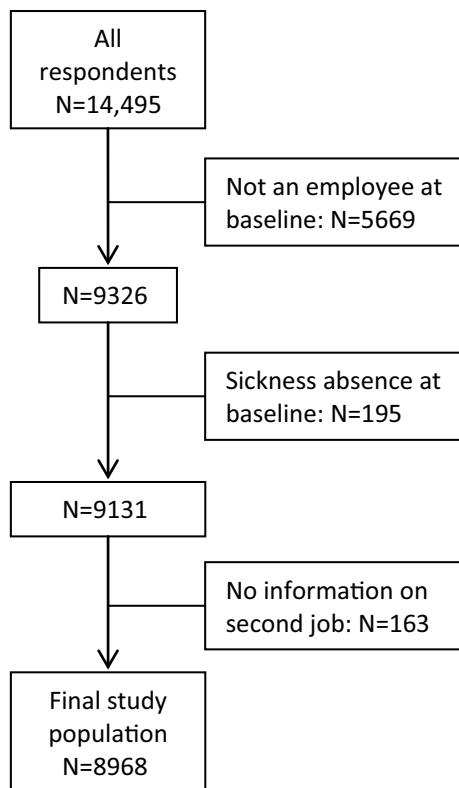 All
respondents
N=14,495
Not an employee at
baseline: N=5669
N=9326
Sickness absence at
baseline: N=195
N=9131
No information on
second job: N=163
Final study
population
N=8968